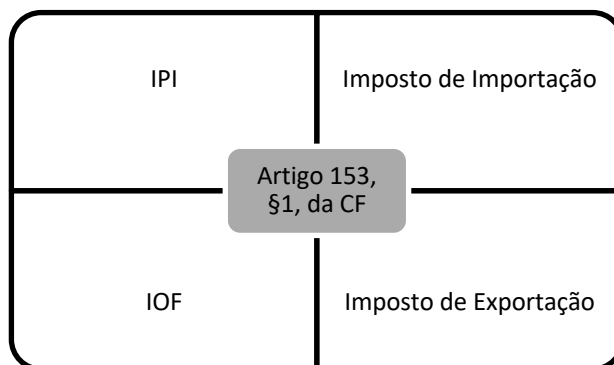 IPI
Imposto de Importação
Artigo 153,
§1, da CF
IOF
Imposto de Exportação